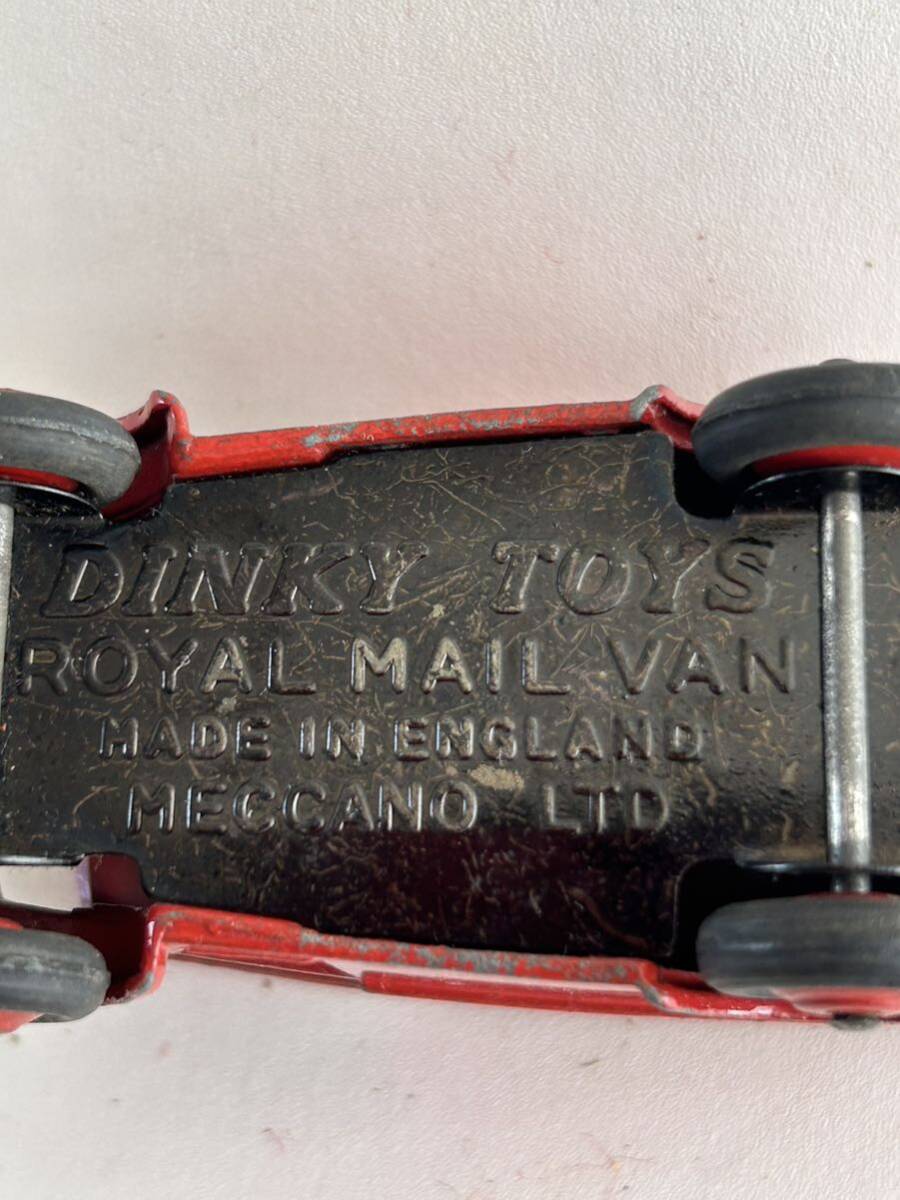 DINKY TOYS
ROYAL MAIL VAN
MADE IN ENGLAND
MECCANO LTD